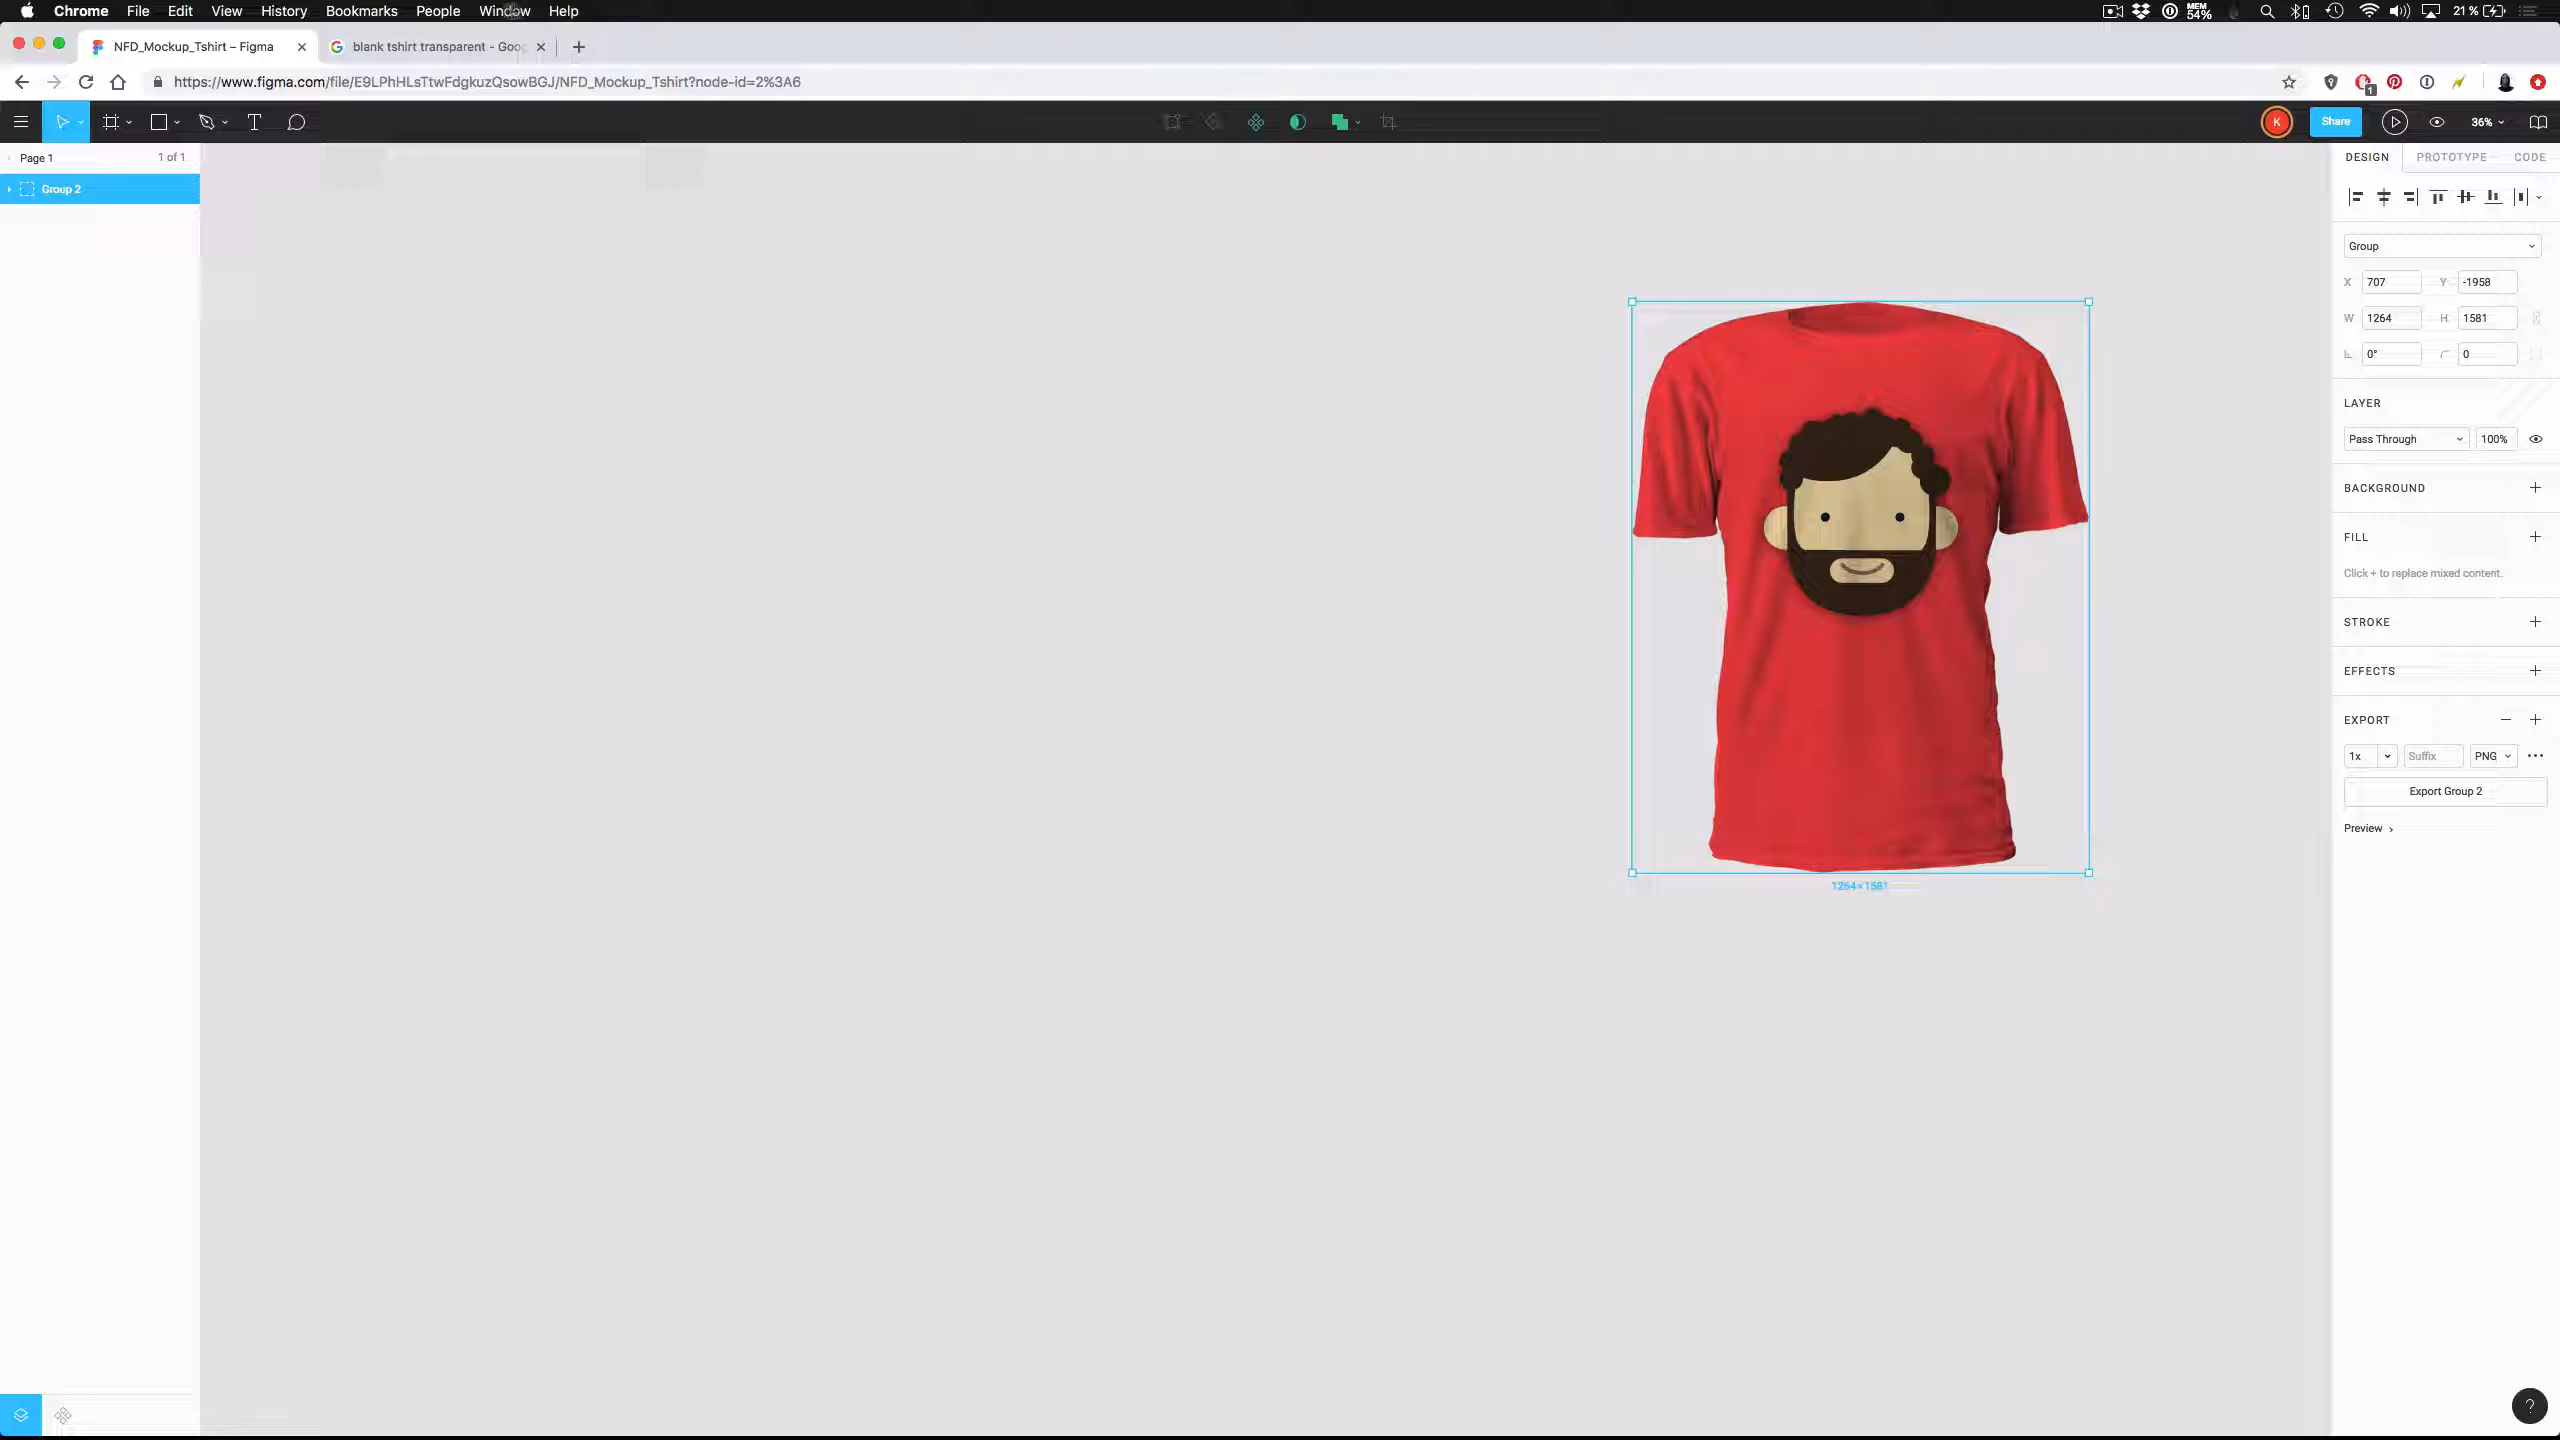 Chrome File Edit View History Bookmarks People Window Help
MEM 54%
21 %
NFD_Mockup_Tshirt – Figma
blank tshirt transparent - Goo
https://www.figma.com/file/E9LPhHLsTtwFdgkuzQsowBGJ/NFD_Mockup_Tshirt?node-id=2%3A6
1
K
Share
36%
Page 1
1 of 1
Group 2
DESIGN
PROTOTYPE
CODE
Group
X 707
Y -1958
W 1264
H 1581
0°
0
LAYER
Pass Through
100%
BACKGROUND
FILL
Click + to replace mixed content.
STROKE
EFFECTS
EXPORT
1x
Suffix
PNG
Export Group 2
Preview
1264×1581
?